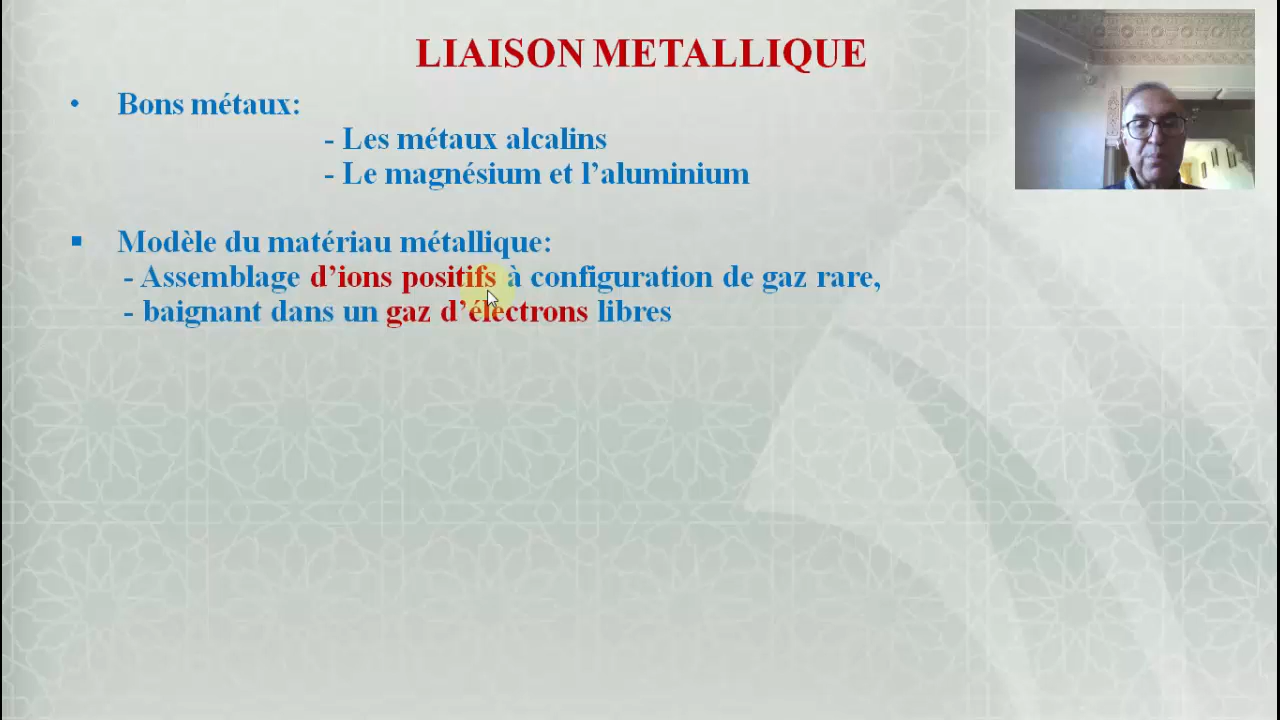 LIAISON METALLIQUE
• Bons métaux:
- Les métaux alcalins
- Le magnésium et l’aluminium
▪ Modèle du matériau métallique:
- Assemblage d’ions positifs à configuration de gaz rare,
- baignant dans un gaz d’électrons libres